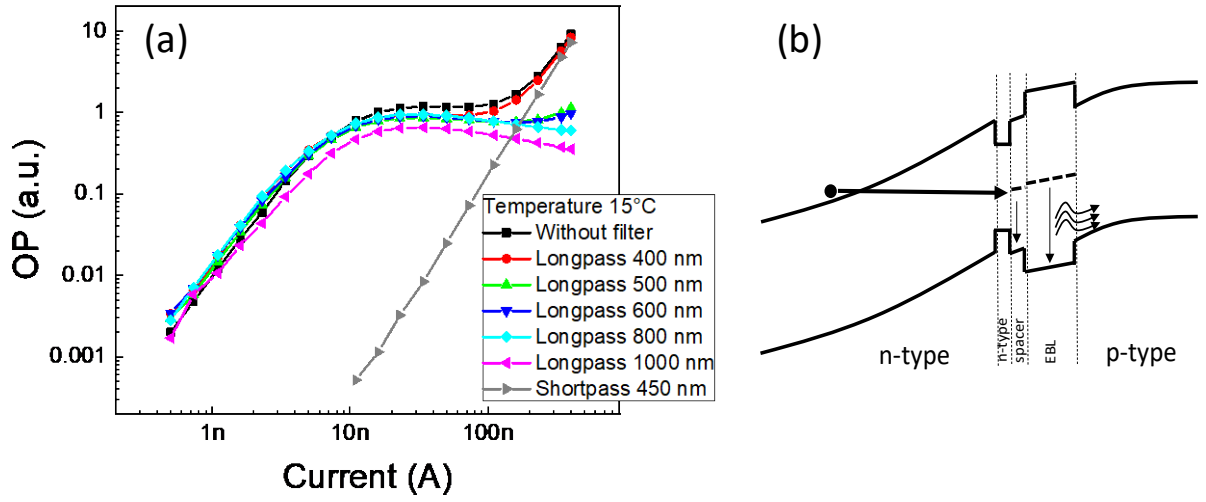 (a)
OP (a.u.)
10
1
0.1
0.01
0.001
1n
10n
100n
Current (A)
Temperature 15°C
Without filter
Longpass 400 nm
Longpass 500 nm
Longpass 600 nm
Longpass 800 nm
Longpass 1000 nm
Shortpass 450 nm
(b)
n-type
n-type
spacer
EBL
p-type